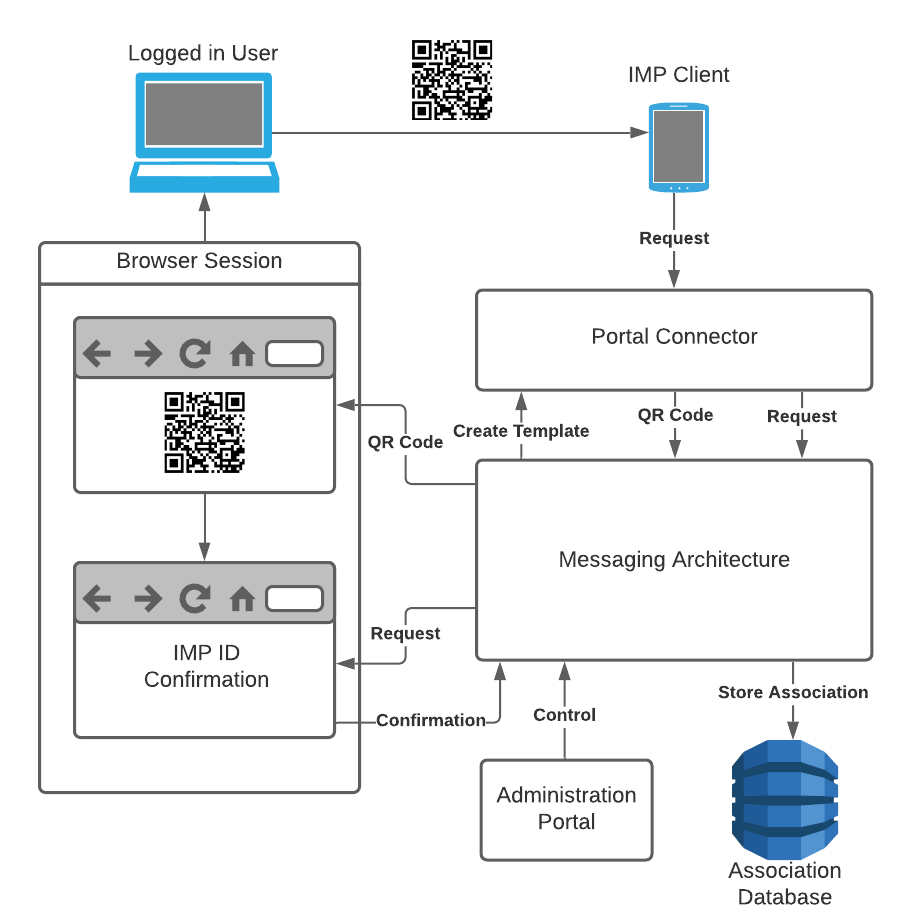 Logged in User
IMP Client
Request
Browser Session
Portal Connector
QR Code
Create Template
QR Code
Request
Messaging Architecture
Request
IMP ID
Confirmation
Confirmation
Control
Store Association
Administration
Portal
Association
Database